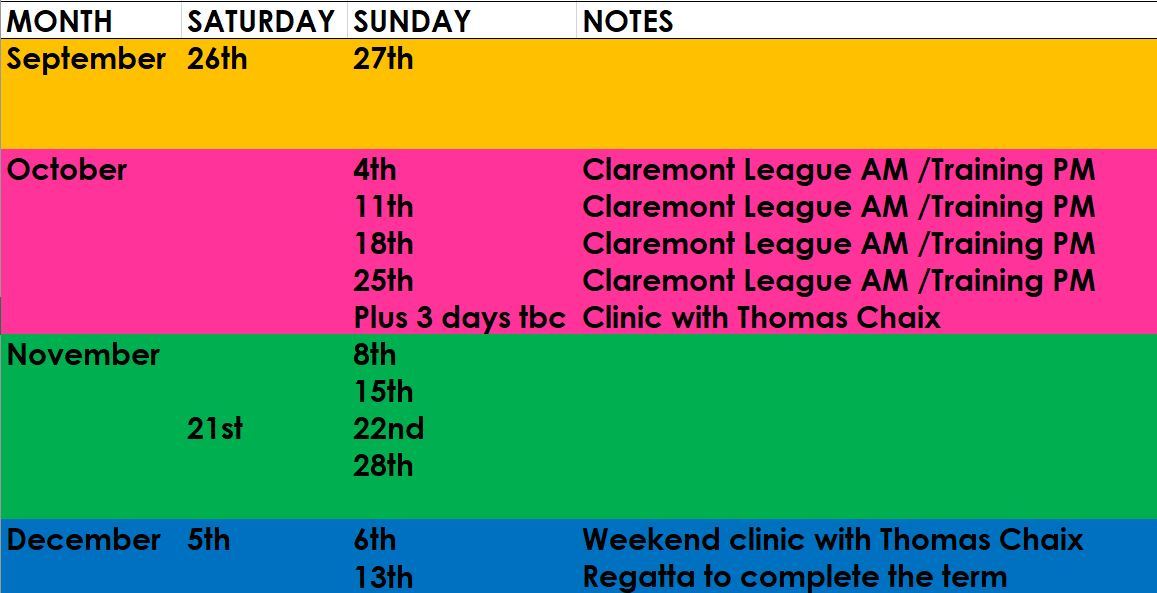 MONTH SATURDAY SUNDAY NOTES
September 26th 27th
October 4th Claremont League AM /Training PM
11th Claremont League AM /Training PM
18th Claremont League AM /Training PM
25th Claremont League AM /Training PM
Plus 3 days tbc Clinic with Thomas Chaix
November 8th
15th
21st 22nd
28th
December 5th 6th Weekend clinic with Thomas Chaix
13th Regatta to complete the term